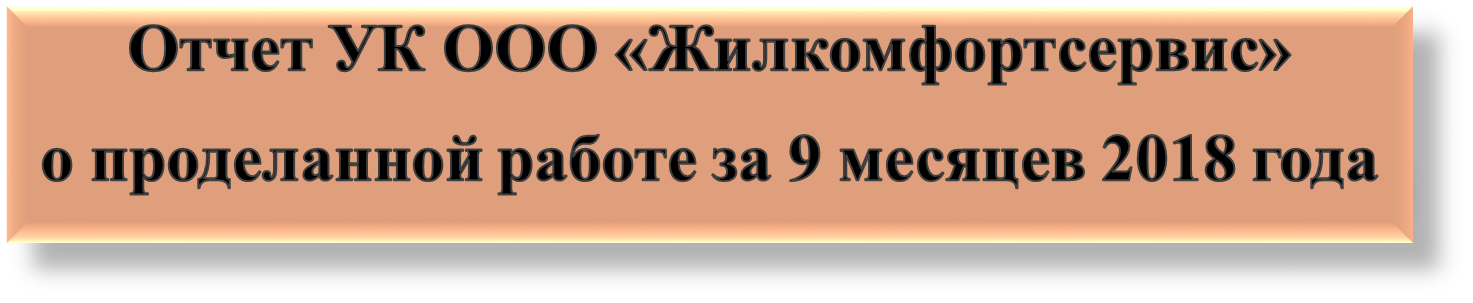 Отчет УК ООО «Жилкомфортсервис»
о проделанной работе за 9 месяцев 2018 года